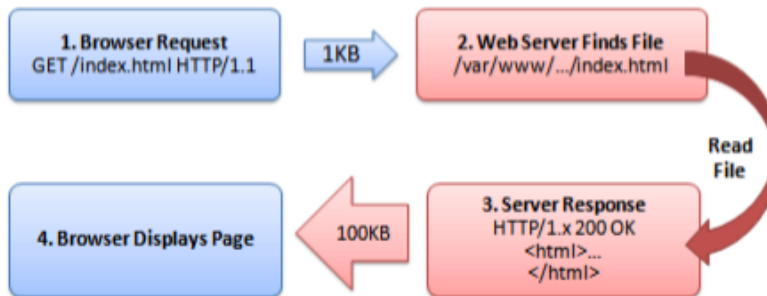 1. Browser Request
GET /index.html HTTP/1.1
1KB
2. Web Server Finds File
/var/www/.../index.html
Read
File
3. Server Response
HTTP/1.x 200 OK
<html>...
</html>
100KB
4. Browser Displays Page